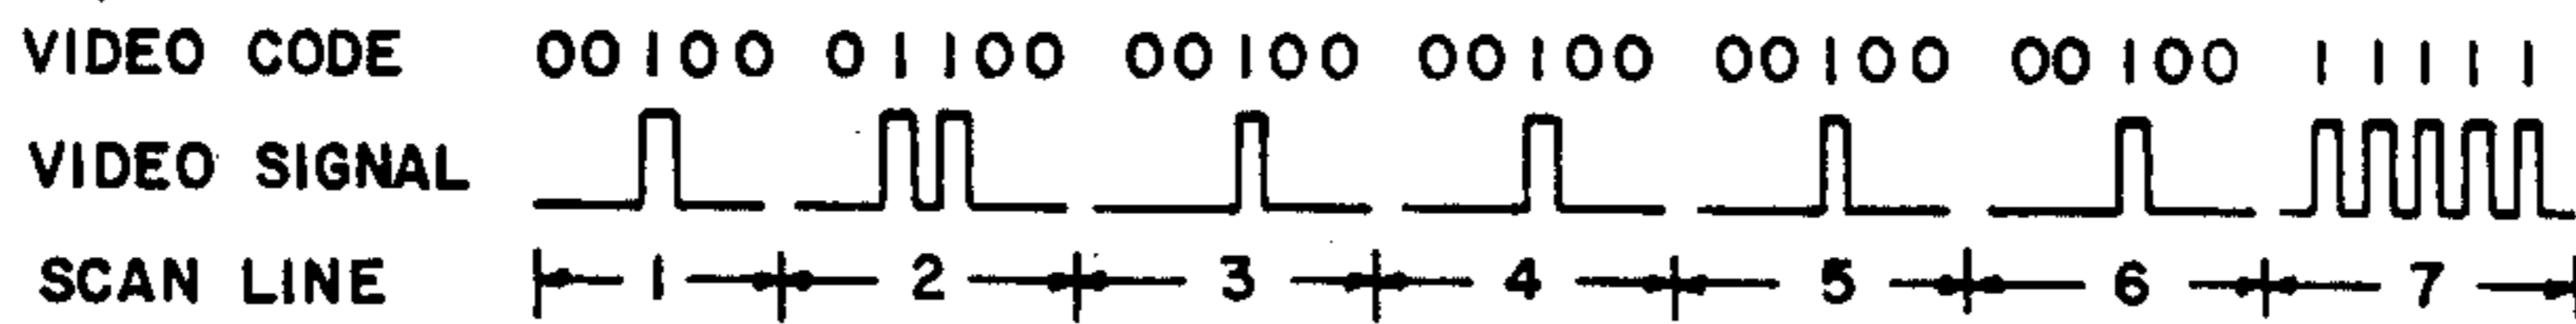 VIDEO CODE 00100 01100 00100 00100 00100 00100 11111
VIDEO SIGNAL
SCAN LINE 1 2 3 4 5 6 7